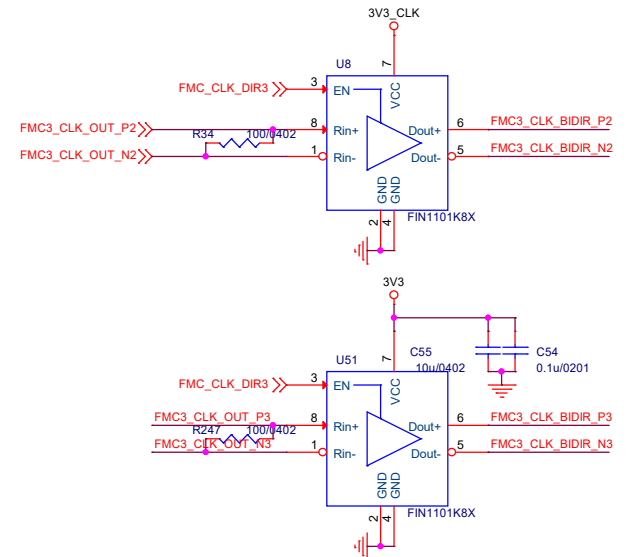 3V3_CLK
U8
7
VCC
FMC_CLK_DIR3
3
EN
FMC3_CLK_OUT_P2
8
Rin+
Dout+
6
FMC3_CLK_BIDIR_P2
R34
100/0402
FMC3_CLK_OUT_N2
1
Rin-
Dout-
5
FMC3_CLK_BIDIR_N2
GND
GND
2
4
FIN1101K8X
3V3
U51
7
VCC
C55
10u/0402
C54
0.1u/0201
FMC_CLK_DIR3
3
EN
FMC3_CLK_OUT_P3
8
Rin+
Dout+
6
FMC3_CLK_BIDIR_P3
R247
100/0402
FMC3_CLK_OUT_N3
1
Rin-
Dout-
5
FMC3_CLK_BIDIR_N3
GND
GND
2
4
FIN1101K8X